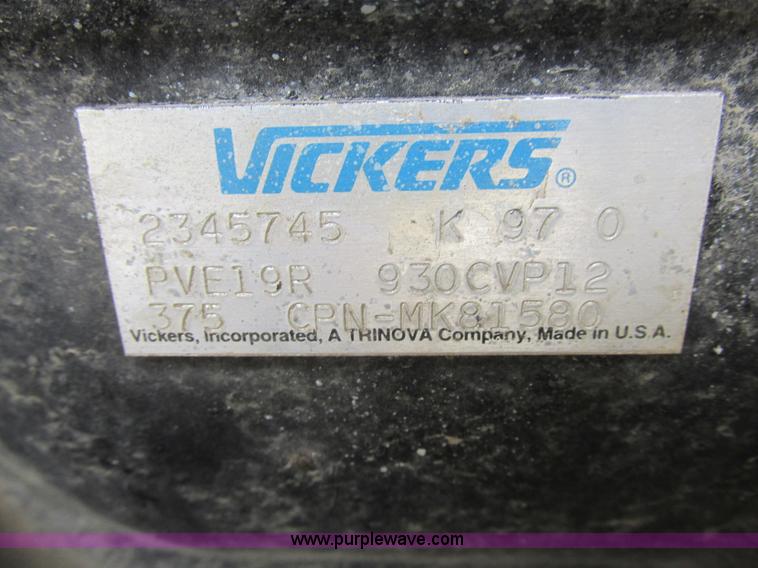 VICKERS®
2345745 K 97 0
PVE19R 930CVP12
375 CPN-MK81580
Vickers, Incorporated, A TRINOVA Company, Made in U.S.A.
www.purplewave.com